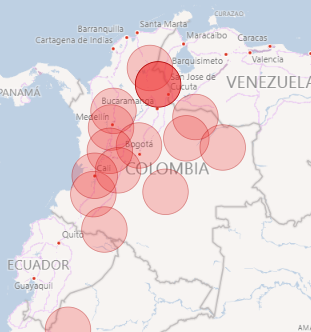 CURAZAO
Santa Marta
Barranquilla
Maracaibo
Caracas
Cartagena de Indias
Valencia
Barquisimeto
PANAMÁ
San Jose de
Cúcuta
VENEZUELA
Bucaramanga
Medellín
Bogotá
Cali
COLOMBIA
Quito
ECUADOR
Guayaquil
AMA